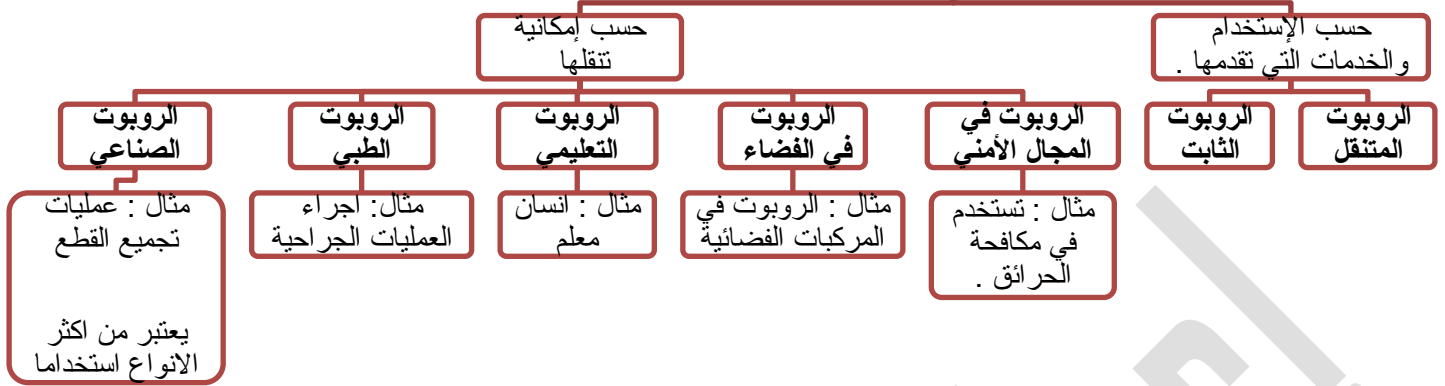 حسب الإستخدام
والخدمات التي تقدمها .
حسب إمكانية
تنقلها
الروبوت
المتنقل
الروبوت
الثابت
الروبوت في
المجال الأمني
الروبوت
في الفضاء
الروبوت
التعليمي
الروبوت
الطبي
الروبوت
الصناعي
مثال : تستخدم
في مكافحة
الحرائق .
مثال : الروبوت في
المركبات الفضائية
مثال : انسان
معلم
مثال: اجراء
العمليات الجراحية
مثال : عمليات
تجميع القطع
يعتبر من اكثر
الانواع استخداما